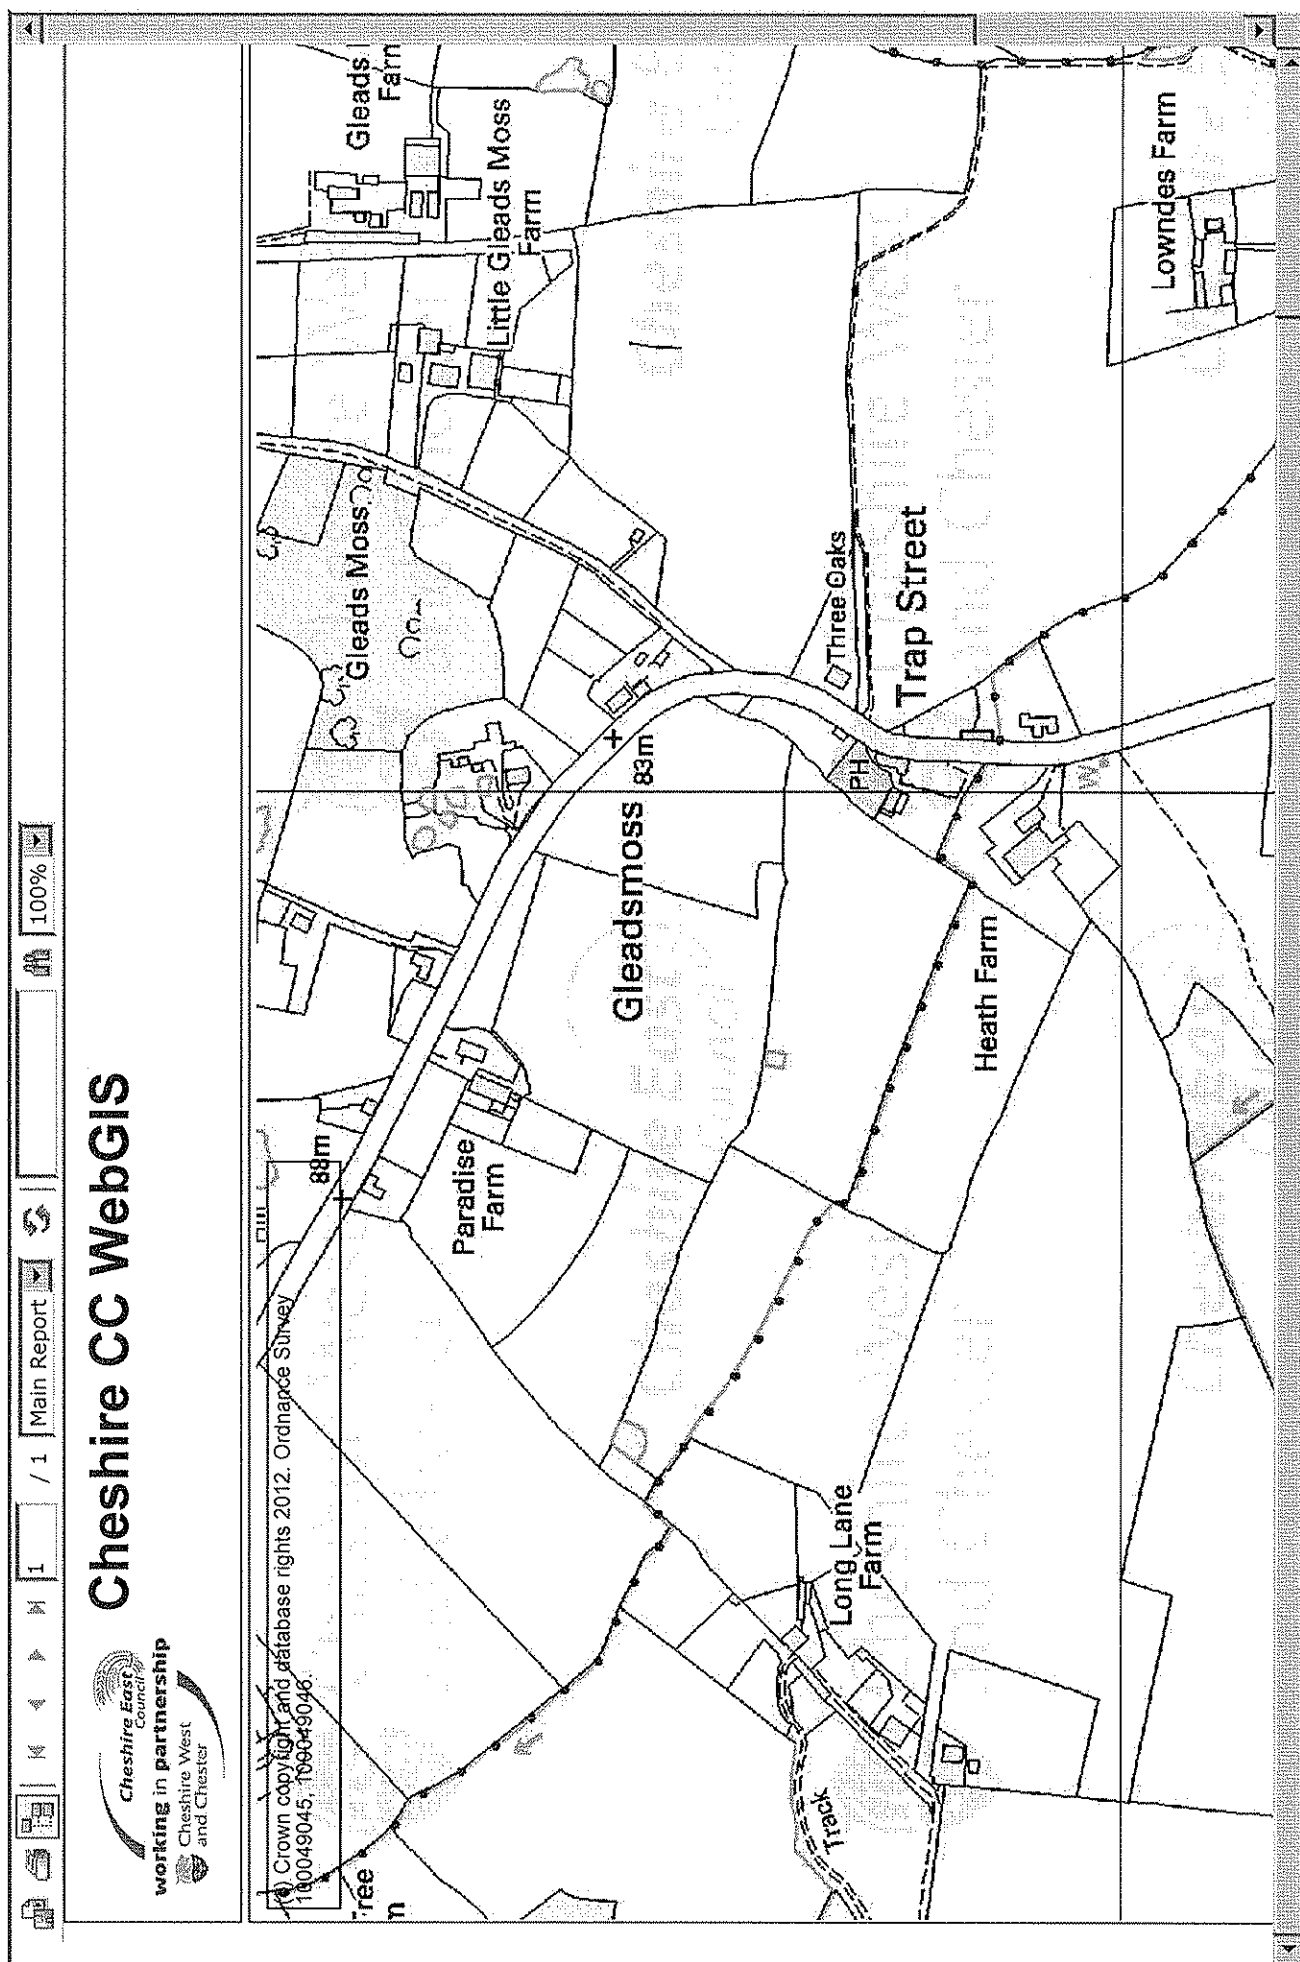 1
/ 1
Main Report
100%
Cheshire East
Council
working in partnership
Cheshire West
and Chester
Cheshire CC WebGIS
(c) Crown copyright and database rights 2012. Ordnance Survey
100049045, 100049046.
88m
Gleads Moss
Gleads
Farm
Little Gleads Moss
Farm
Paradise
Farm
Gleadsmoss
83m
Three Oaks
PH
Trap Street
Heath Farm
Long Lane
Farm
Track
Lowndes Farm
W